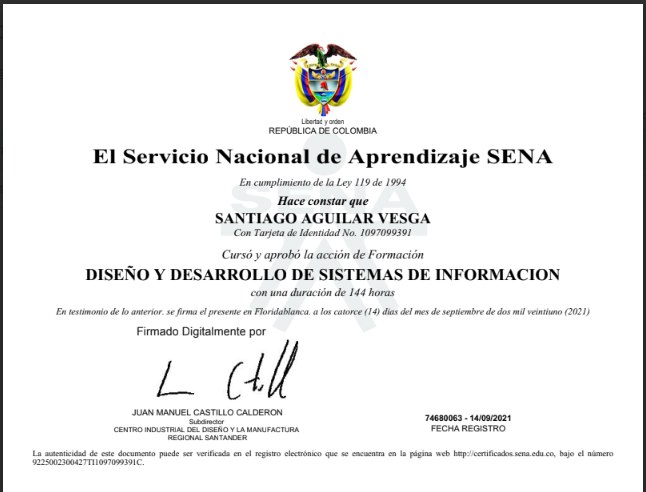 Libertad y orden
REPÚBLICA DE COLOMBIA
El Servicio Nacional de Aprendizaje SENA
En cumplimiento de la Ley 119 de 1994
SENA
Hace constar que
SANTIAGO AGUILAR VESGA
Con Tarjeta de Identidad No. 1097099391
Cursó y aprobó la acción de Formación
DISEÑO Y DESARROLLO DE SISTEMAS DE INFORMACION
con una duración de 144 horas
En testimonio de lo anterior. se firma el presente en Floridablanca. a los catorce (14) días del mes de septiembre de dos mil veintiuno (2021)
Firmado Digitalmente por
JUAN MANUEL CASTILLO CALDERON
Subdirector
CENTRO INDUSTRIAL DEL DISEÑO Y LA MANUFACTURA
REGIONAL SANTANDER
74680063 - 14/09/2021
FECHA REGISTRO
La autenticidad de este documento puede ser verificada en el registro electrónico que se encuentra en la página web http://certificados.sena.edu.co, bajo el número
9225002300427TI1097099391C.